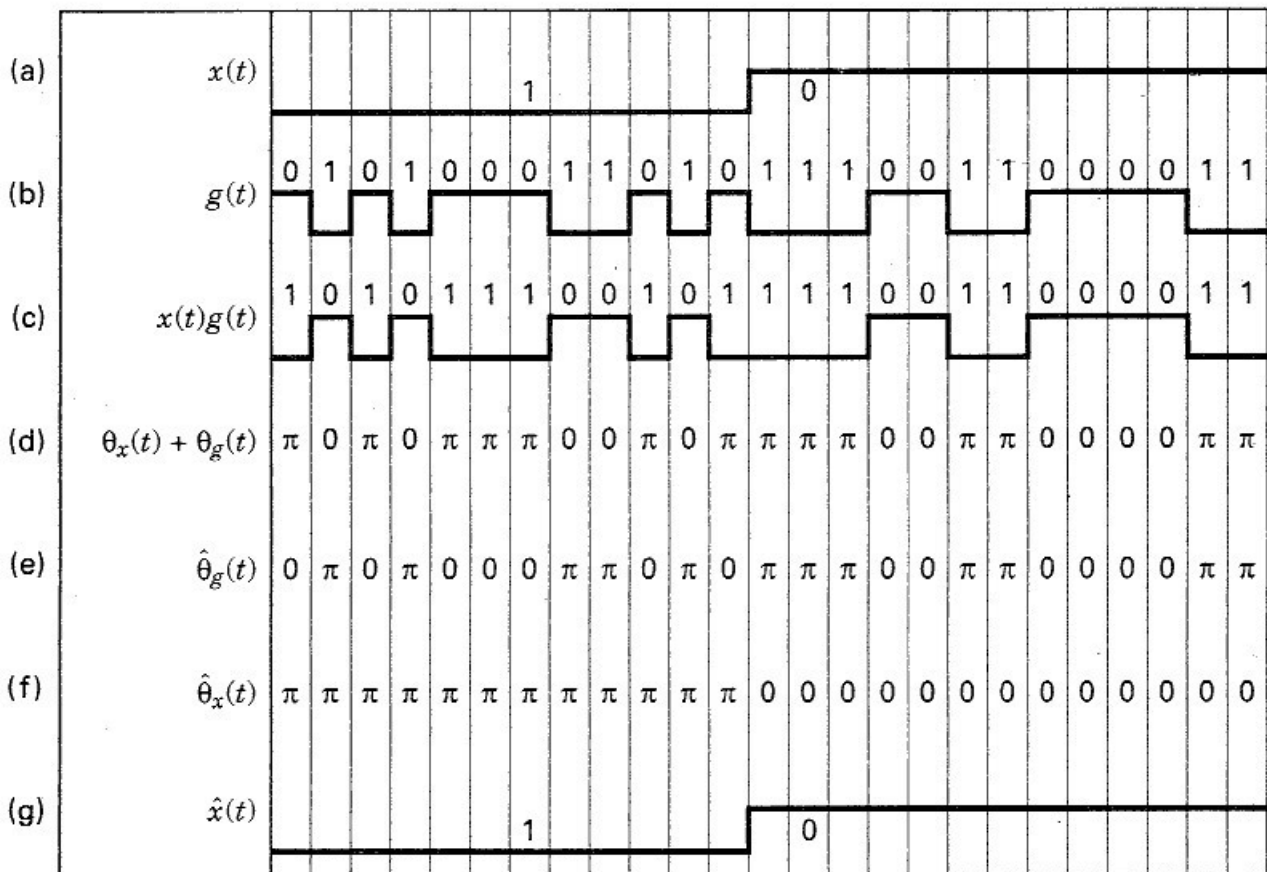 (a) x(t) 1 0
0 1 0 1 0 0 0 1 1 0 1 0 1 1 1 0 0 1 1 0 0 0 0 1 1
(b) g(t)
1 0 1 0 1 1 1 0 0 1 0 1 1 1 1 0 0 1 1 0 0 0 0 1 1
(c) x(t)g(t)
(d) θₓ(t) + θ_g(t) π 0 π 0 π π π 0 0 π 0 π π π π 0 0 π π 0 0 0 0 π π
(e) θ̂_g(t) 0 π 0 π 0 0 0 π π 0 π 0 π π π 0 0 π π 0 0 0 0 π π
(f) θ̂ₓ(t) π π π π π π π π π π π π 0 0 0 0 0 0 0 0 0 0 0 0 0
(g) x̂(t) 1 0